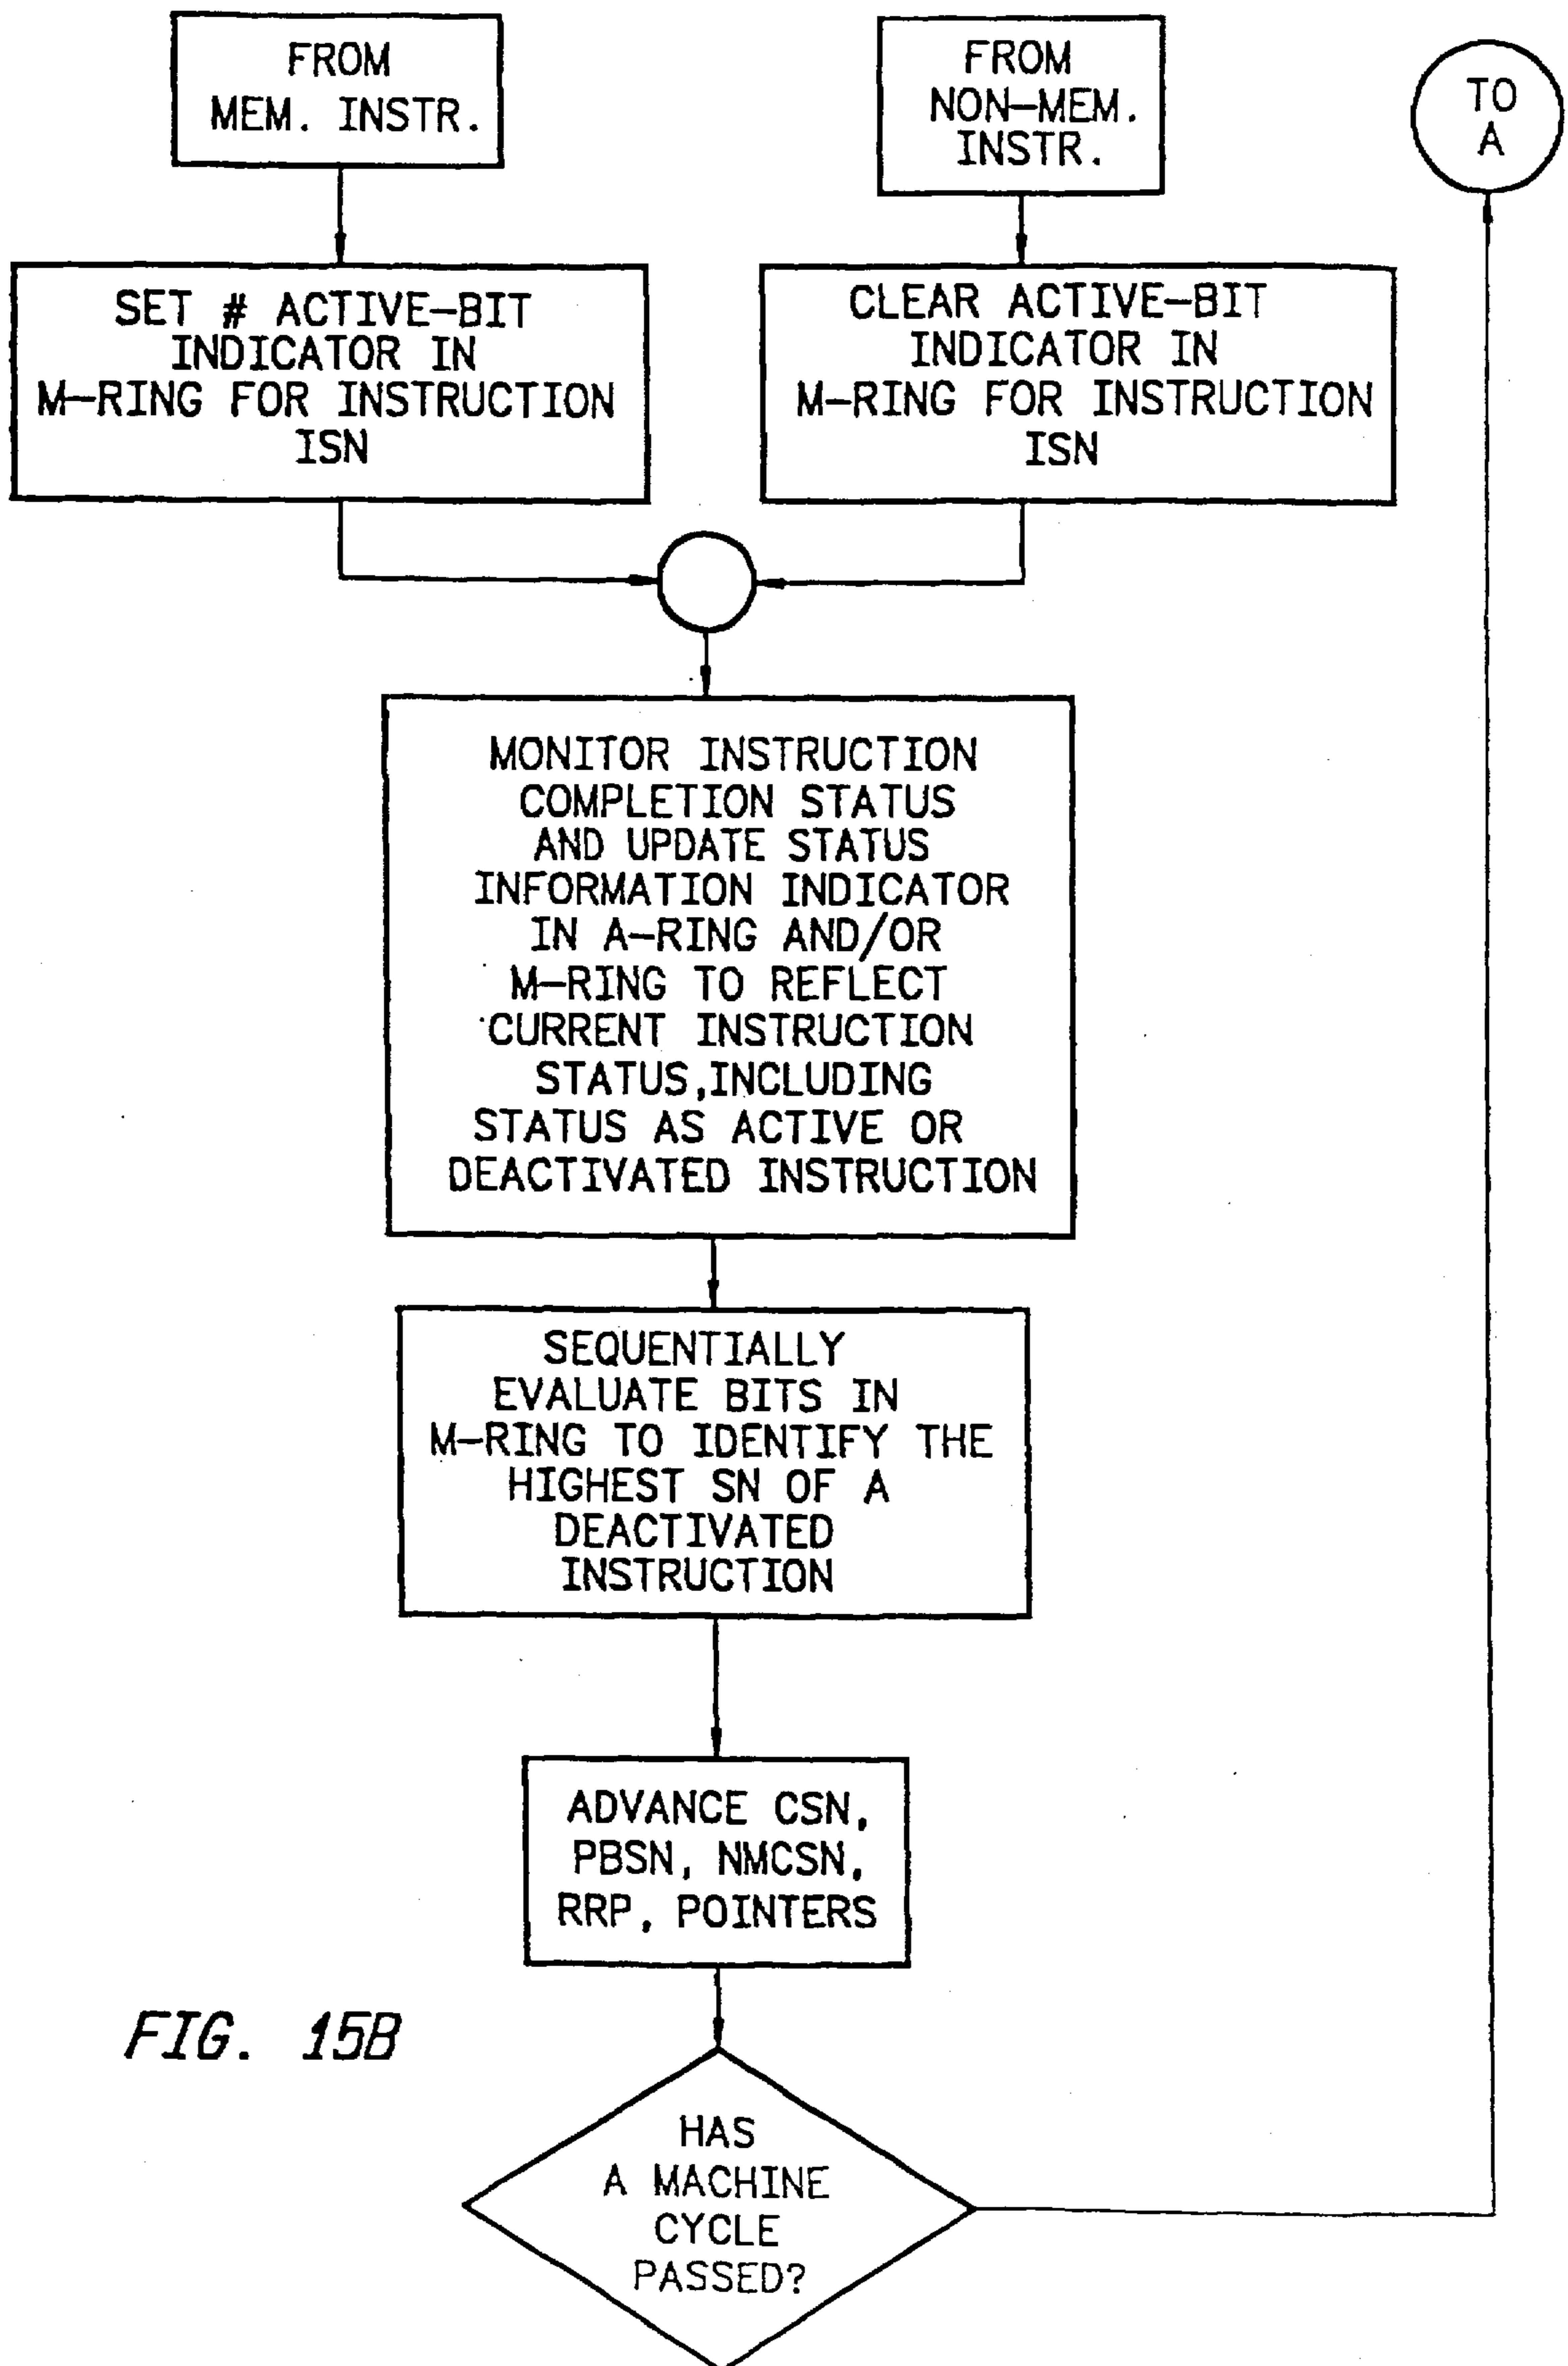 FROM
MEM. INSTR.
FROM
NON-MEM.
INSTR.
TO
A
SET # ACTIVE-BIT
INDICATOR IN
M-RING FOR INSTRUCTION
ISN
CLEAR ACTIVE-BIT
INDICATOR IN
M-RING FOR INSTRUCTION
ISN
MONITOR INSTRUCTION
COMPLETION STATUS
AND UPDATE STATUS
INFORMATION INDICATOR
IN A-RING AND/OR
M-RING TO REFLECT
CURRENT INSTRUCTION
STATUS,INCLUDING
STATUS AS ACTIVE OR
DEACTIVATED INSTRUCTION
SEQUENTIALLY
EVALUATE BITS IN
M-RING TO IDENTIFY THE
HIGHEST SN OF A
DEACTIVATED
INSTRUCTION
ADVANCE CSN,
PBSN, NMCSN,
RRP, POINTERS
FIG. 15B
HAS
A MACHINE
CYCLE
PASSED?